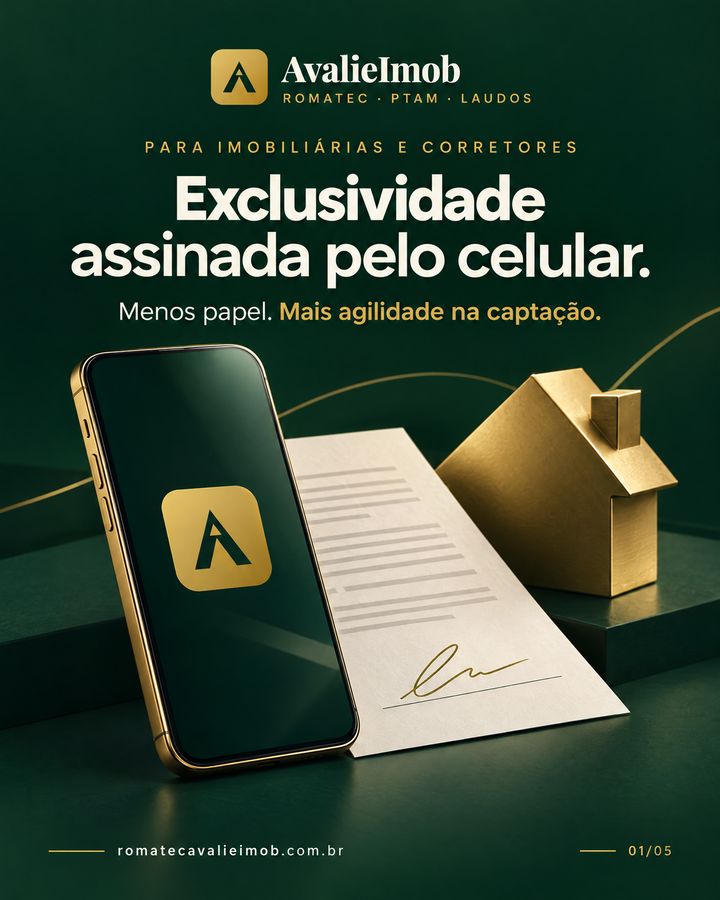 AvalieImob
ROMATEC · PTAM · LAUDOS
PARA IMOBILIÁRIAS E CORRETORES
Exclusividade
assinada pelo celular.
Menos papel. Mais agilidade na captação.
romatecavalieimob.com.br
01/05